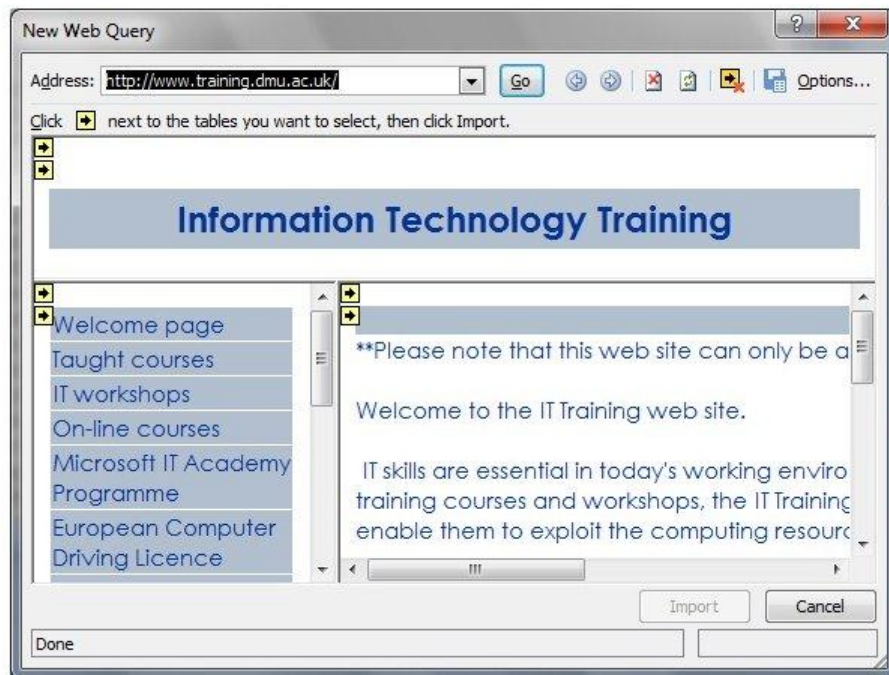 New Web Query
Address: http://www.training.dmu.ac.uk/ Go Options...
Click next to the tables you want to select, then click Import.
Information Technology Training
Welcome page
Taught courses
IT workshops
On-line courses
Microsoft IT Academy
Programme
European Computer
Driving Licence
**Please note that this web site can only be a
Welcome to the IT Training web site.
IT skills are essential in today's working enviro
training courses and workshops, the IT Training
enable them to exploit the computing resourc
Import Cancel
Done